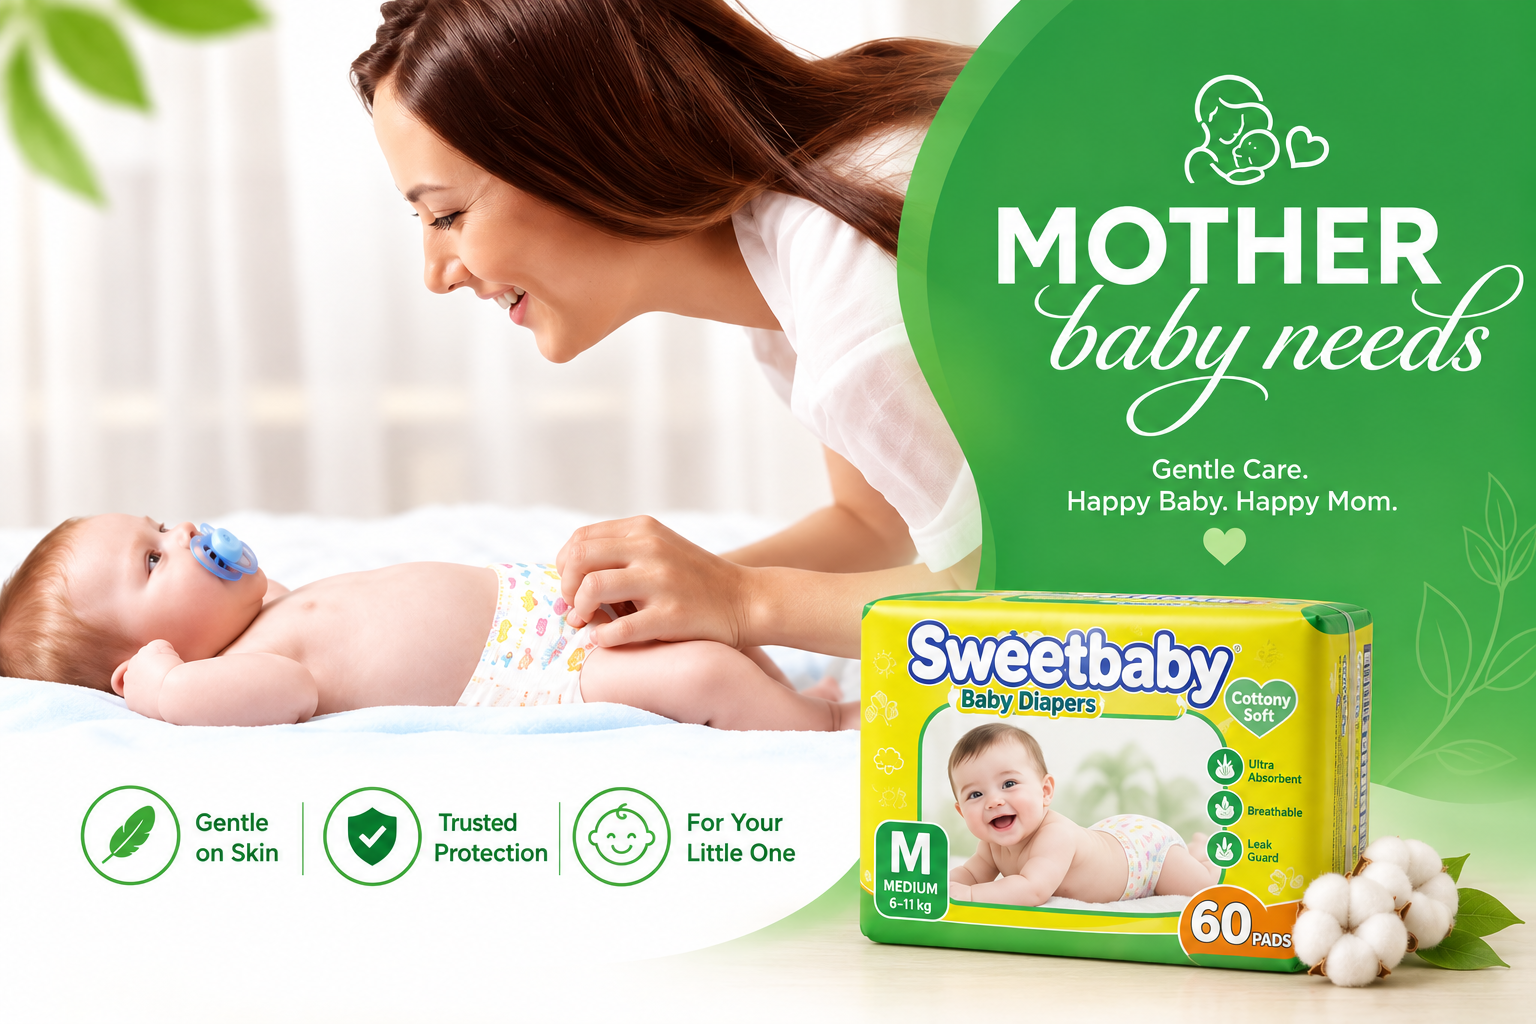 MOTHER
baby needs
Gentle Care.
Happy Baby. Happy Mom.
Sweetbaby®
Baby Diapers
Cottony
Soft
Ultra
Absorbent
Breathable
Leak
Guard
M
MEDIUM
6-11 kg
60 PADS
Gentle
on Skin
Trusted
Protection
For Your
Little One